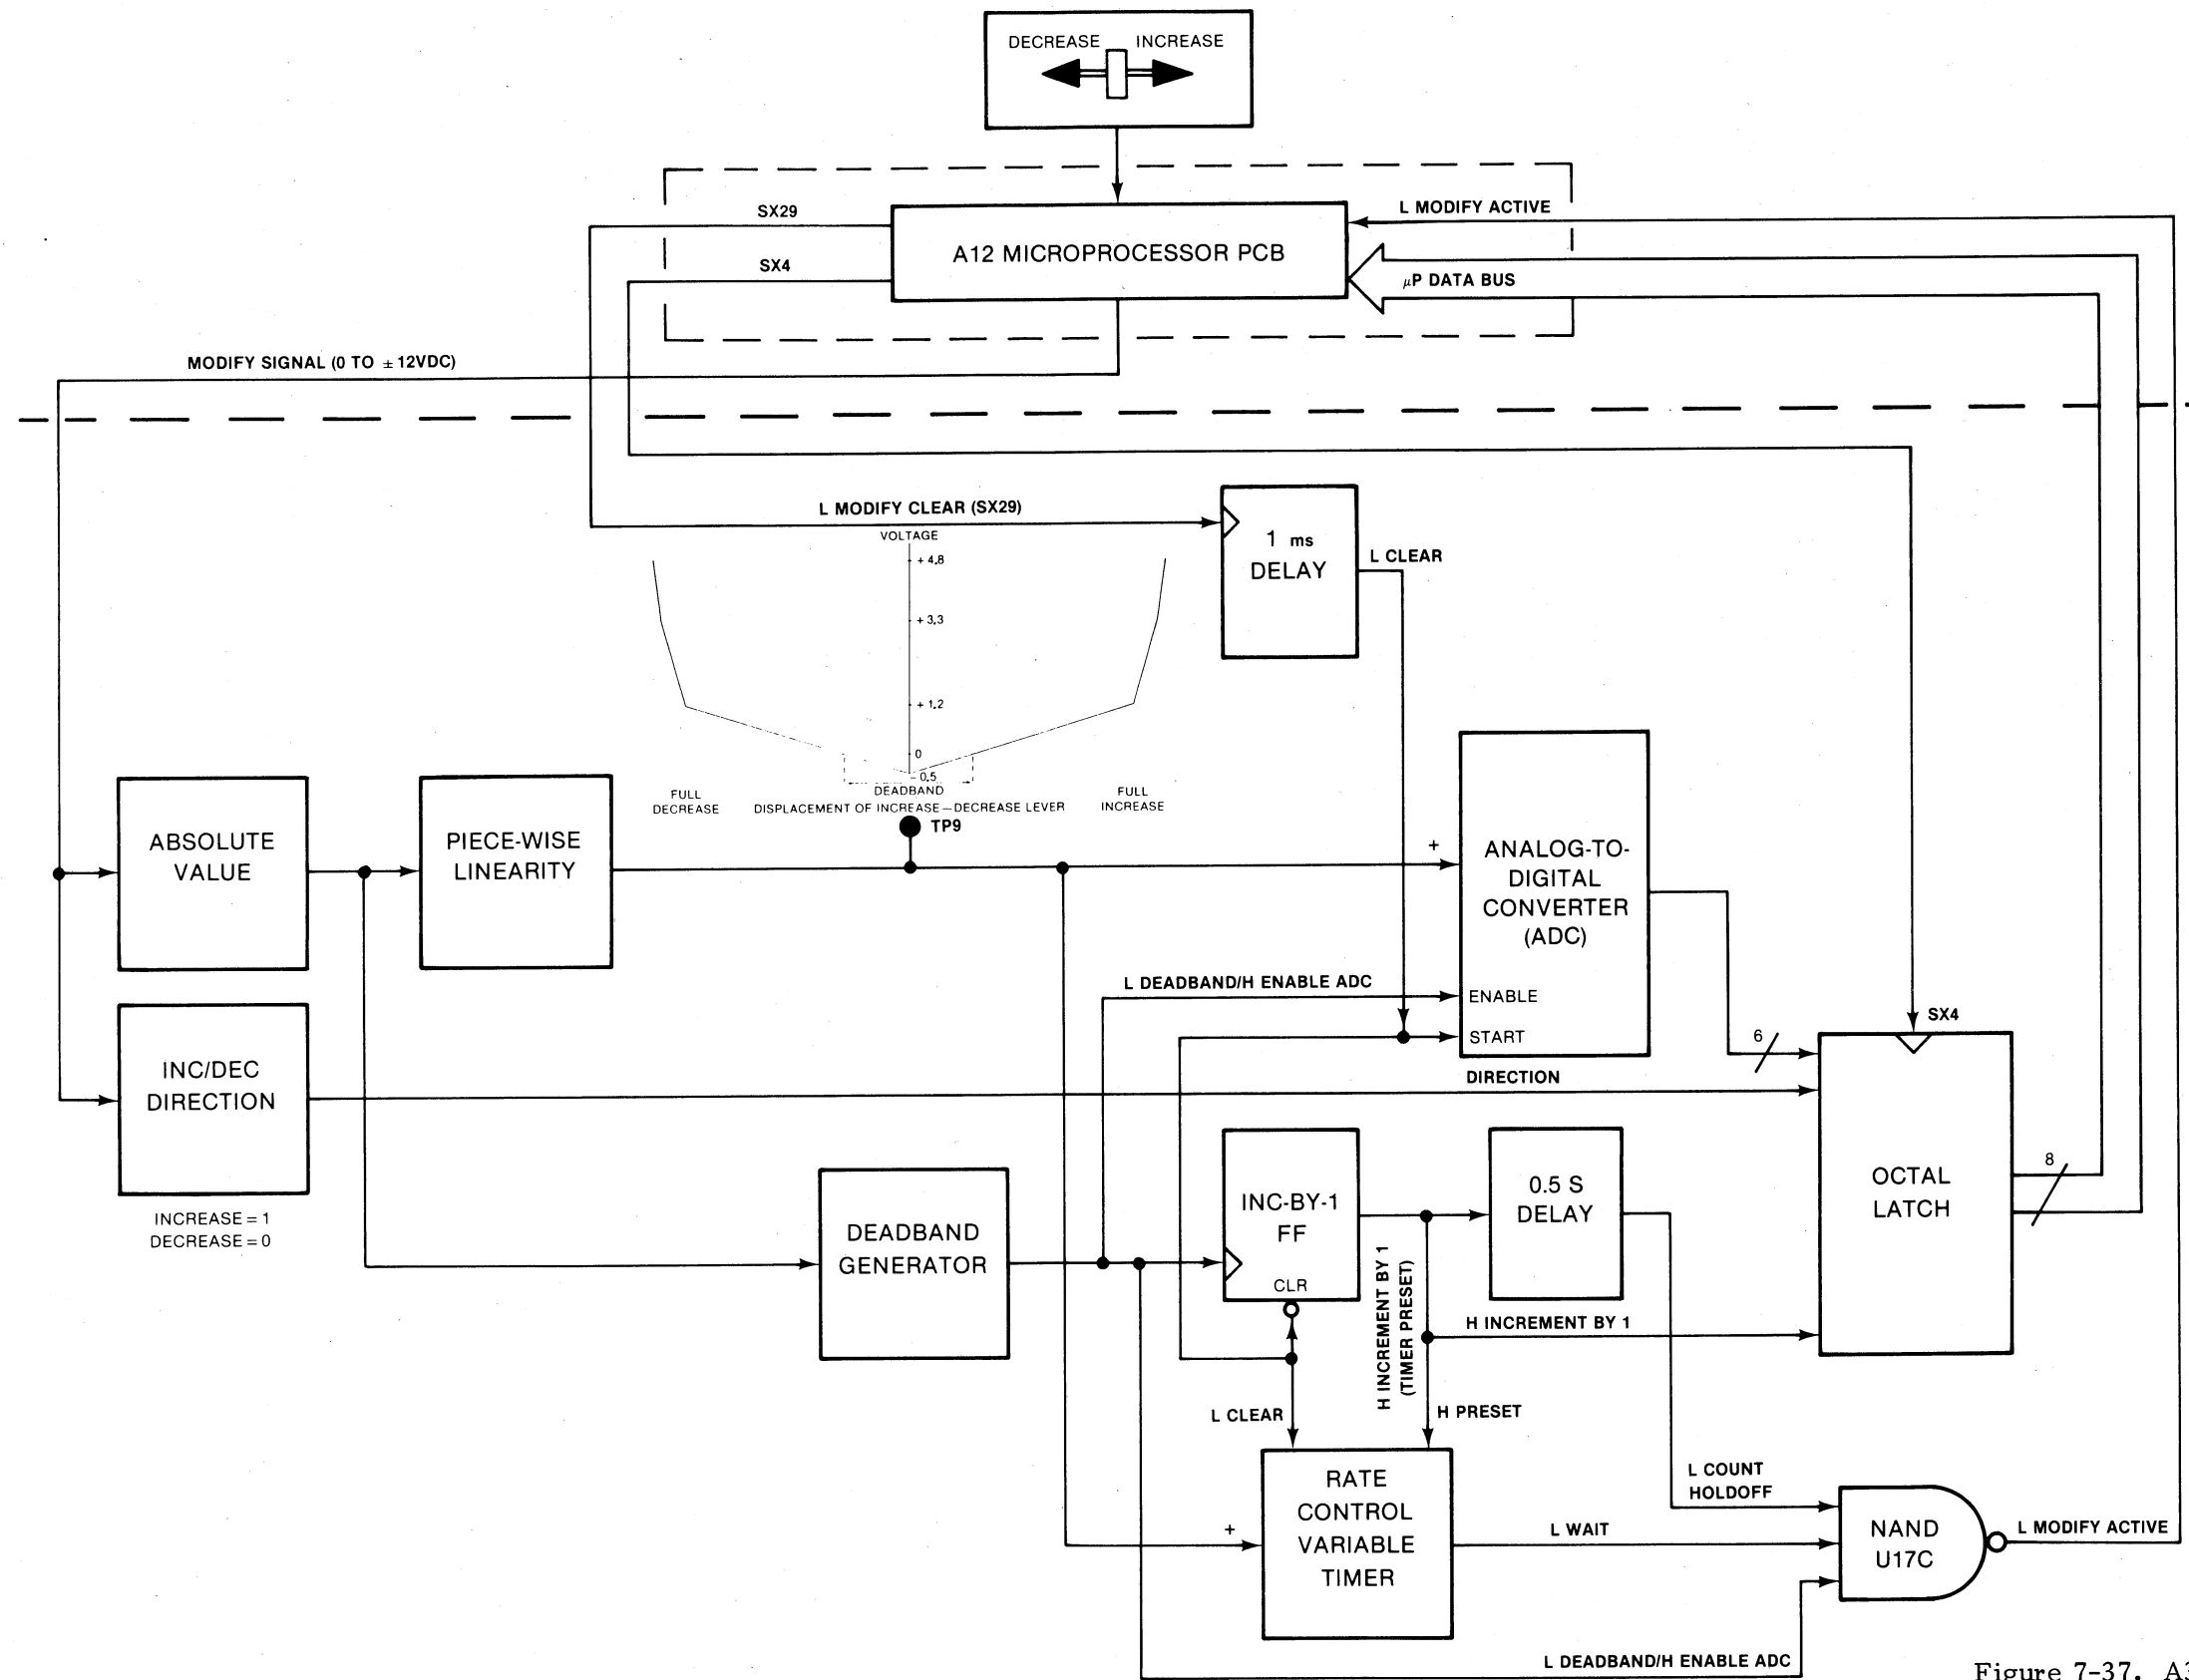 DECREASE INCREASE
SX29
L MODIFY ACTIVE
A12 MICROPROCESSOR PCB
SX4
μP DATA BUS
MODIFY SIGNAL (0 TO ±12VDC)
L MODIFY CLEAR (SX29)
VOLTAGE
+4.8
+3.3
+1.2
0
-0.5
DEADBAND
FULL
DECREASE
DISPLACEMENT OF INCREASE—DECREASE LEVER
FULL
INCREASE
TP9
1 ms
DELAY
L CLEAR
ABSOLUTE
VALUE
PIECE-WISE
LINEARITY
+
ANALOG-TO-
DIGITAL
CONVERTER
(ADC)
L DEADBAND/H ENABLE ADC
ENABLE
START
SX4
6
INC/DEC
DIRECTION
DIRECTION
INCREASE=1
DECREASE=0
DEADBAND
GENERATOR
INC-BY-1
FF
CLR
0.5 S
DELAY
OCTAL
LATCH
8
H INCREMENT BY 1
(TIMER PRESET)
H INCREMENT BY 1
L CLEAR
H PRESET
RATE
CONTROL
VARIABLE
TIMER
+
L COUNT
HOLDOFF
L WAIT
NAND
U17C
L MODIFY ACTIVE
L DEADBAND/H ENABLE ADC